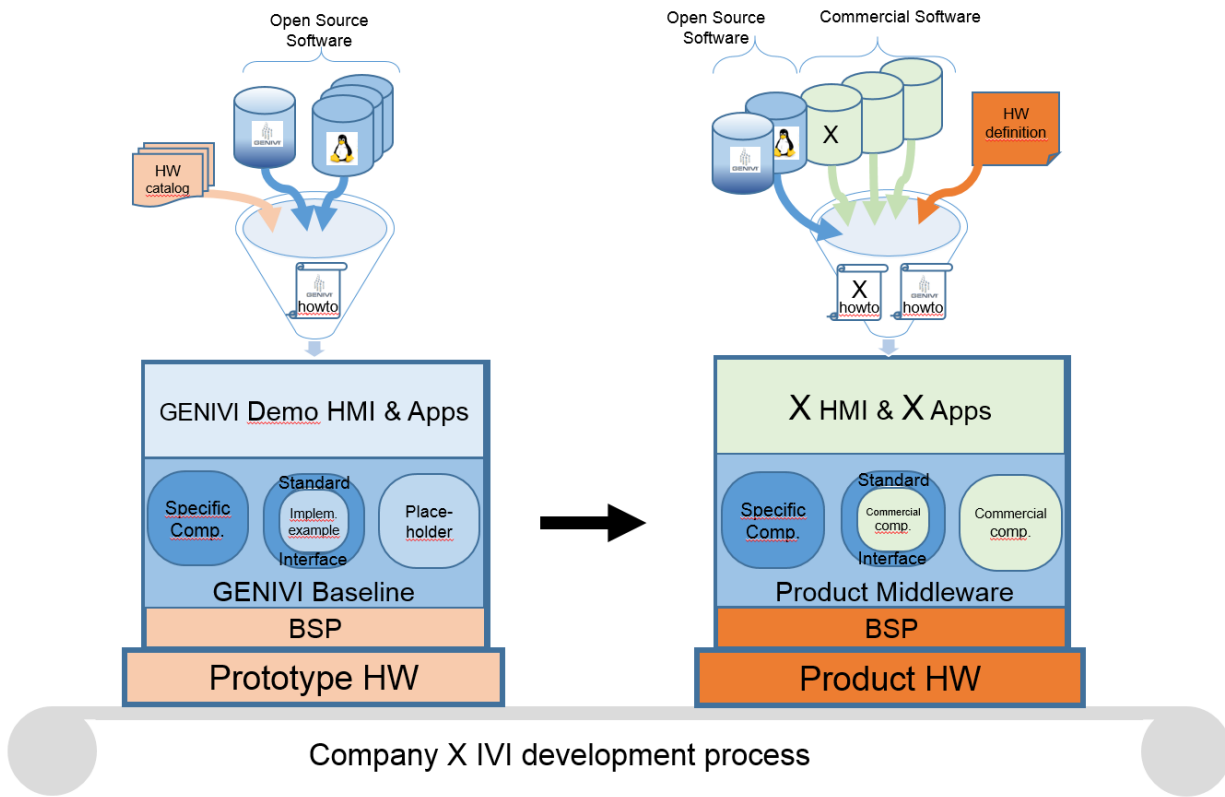 Open Source
Software
GENIVI
HW
catalog
GENIVI
howto
GENIVI Demo HMI & Apps
Specific
Comp.
Standard
Implem.
example
Interface
Place-
holder
GENIVI Baseline
BSP
Prototype HW
Open Source
Software
Commercial Software
X
GENIVI
HW
definition
X
howto
GENIVI
howto
X HMI & X Apps
Specific
Comp.
Standard
Commercial
comp.
Interface
Commercial
comp.
Product Middleware
BSP
Product HW
Company X IVI development process